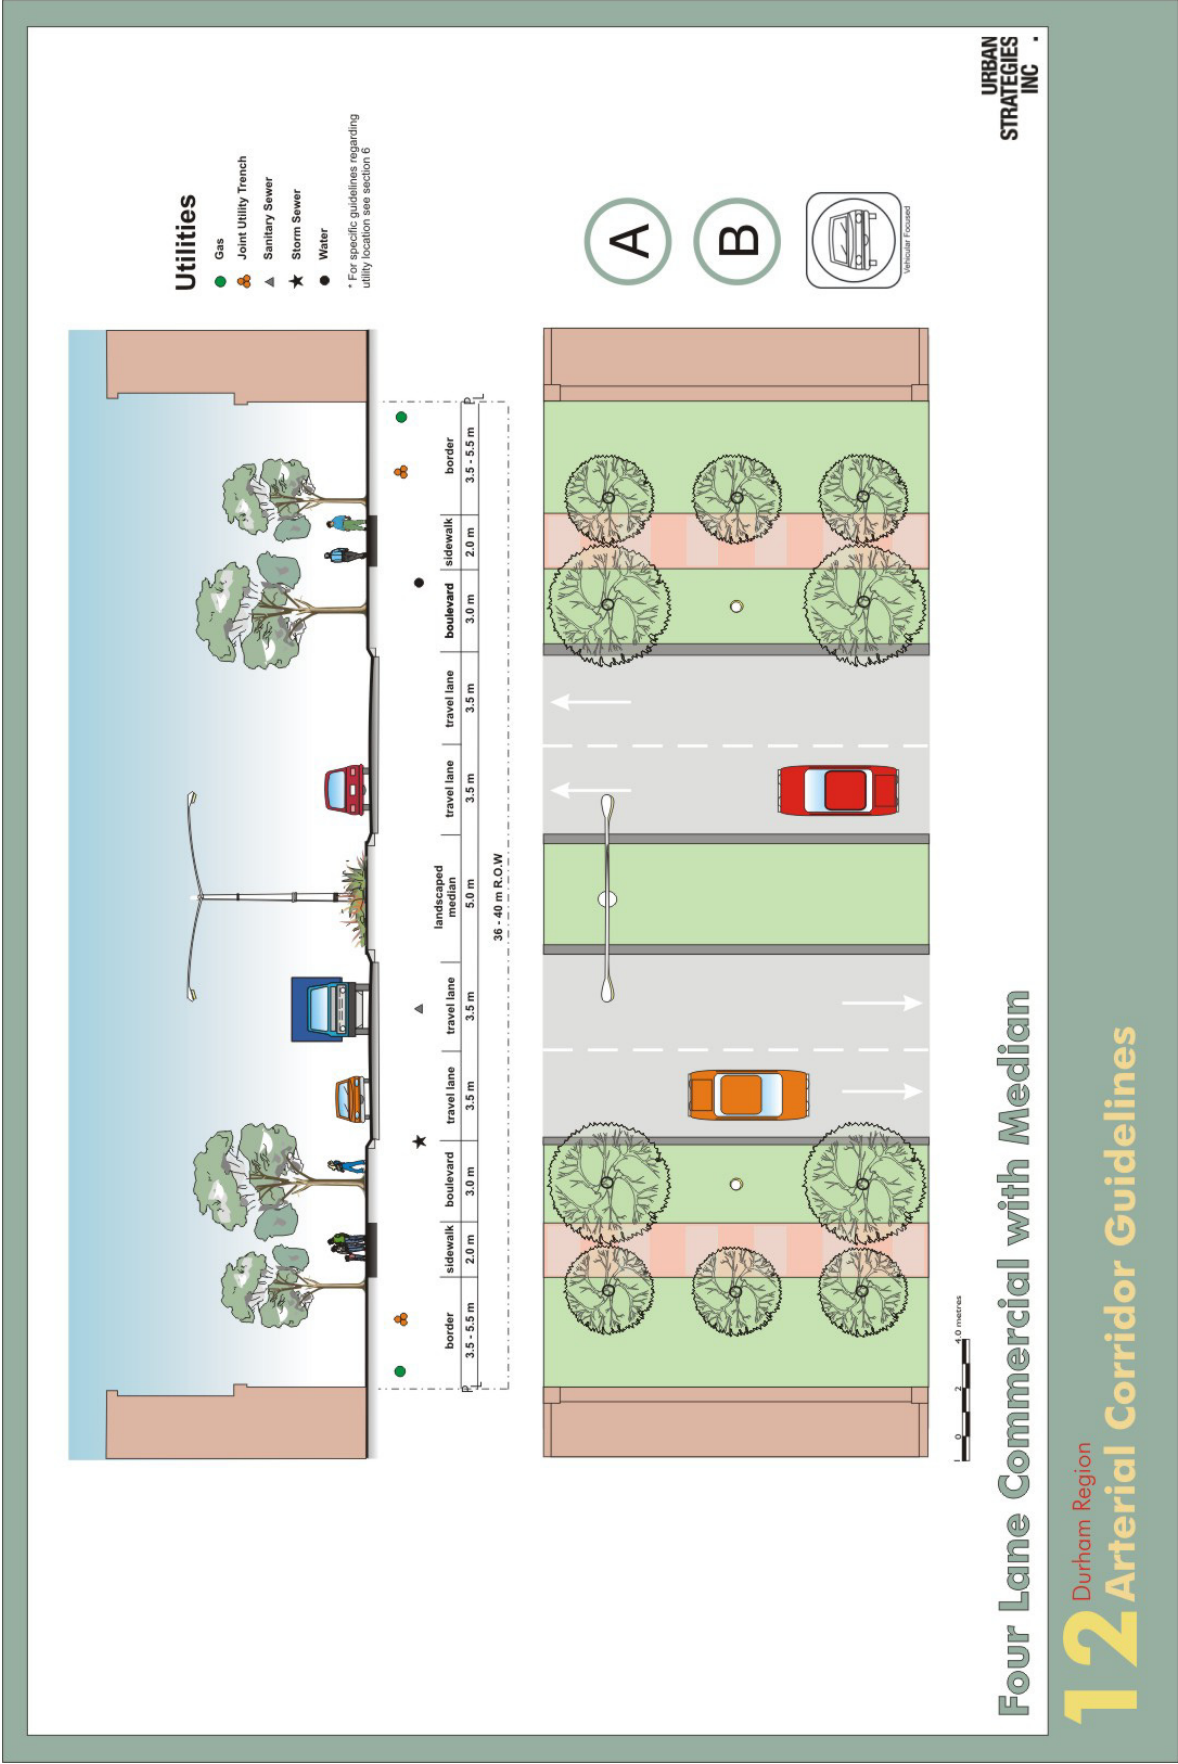 Utilities
Gas
Joint Utility Trench
Sanitary Sewer
Storm Sewer
Water
* For specific guidelines regarding
utility location see section 6
P
L
border
sidewalk
boulevard
travel lane
travel lane
landscaped
median
travel lane
travel lane
boulevard
sidewalk
border
P
L
3.5 - 5.5 m
2.0 m
3.0 m
3.5 m
3.5 m
5.0 m
3.5 m
3.5 m
3.0 m
2.0 m
3.5 - 5.5 m
36 - 40 m R.O.W
A
B
Vehicular Focused
0 2 4.0 metres
Four Lane Commercial with Median
URBAN
STRATEGIES
INC .
12
Durham Region
Arterial Corridor Guidelines